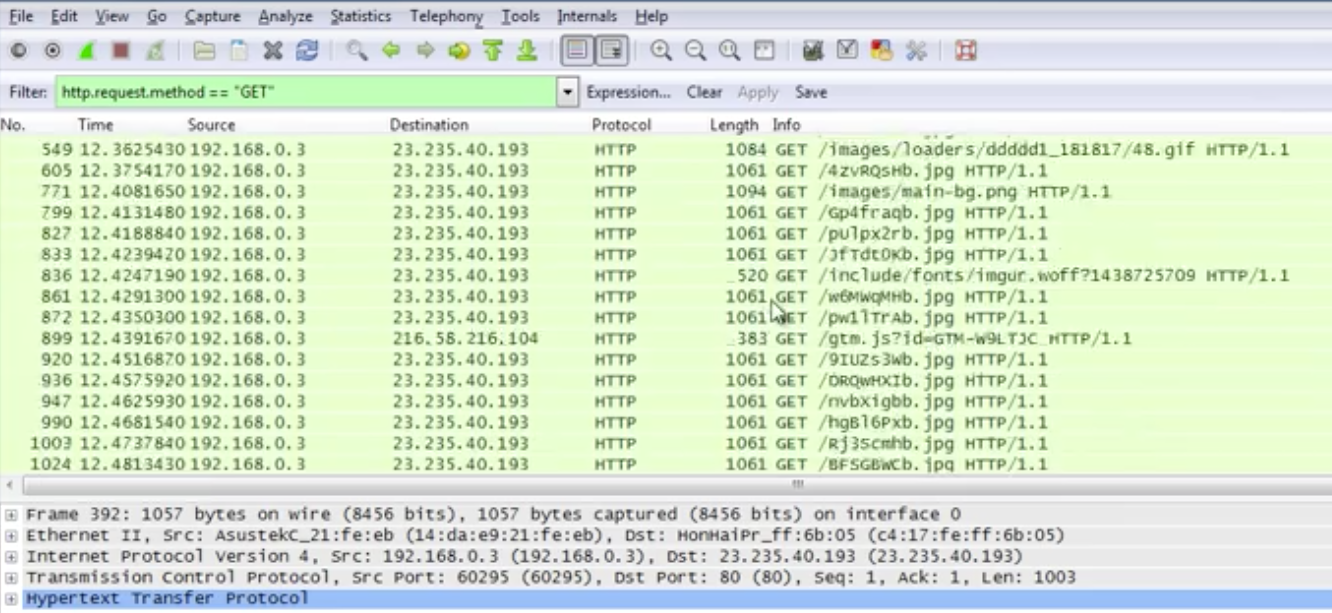 File Edit View Go Capture Analyze Statistics Telephony Tools Internals Help
Filter: http.request.method == "GET" Expression... Clear Apply Save
No. Time Source Destination Protocol Length Info
549 12.3625430 192.168.0.3 23.235.40.193 HTTP 1084 GET /images/loaders/ddddd1_181817/48.gif HTTP/1.1
605 12.3754170 192.168.0.3 23.235.40.193 HTTP 1061 GET /4zvRQsHb.jpg HTTP/1.1
771 12.4081650 192.168.0.3 23.235.40.193 HTTP 1094 GET /images/main-bg.png HTTP/1.1
799 12.4131480 192.168.0.3 23.235.40.193 HTTP 1061 GET /Gp4fraqb.jpg HTTP/1.1
827 12.4188840 192.168.0.3 23.235.40.193 HTTP 1061 GET /pUlpx2rb.jpg HTTP/1.1
833 12.4239420 192.168.0.3 23.235.40.193 HTTP 1061 GET /JfTdtDKb.jpg HTTP/1.1
836 12.4247190 192.168.0.3 23.235.40.193 HTTP 520 GET /include/fonts/imgur.woff?1438725709 HTTP/1.1
861 12.4291300 192.168.0.3 23.235.40.193 HTTP 1061 GET /w6MwqMHb.jpg HTTP/1.1
872 12.4350300 192.168.0.3 23.235.40.193 HTTP 1061 GET /pw1lTrAb.jpg HTTP/1.1
899 12.4391670 192.168.0.3 216.58.216.104 HTTP 383 GET /gtm.js?id=GTM-W9LTJC HTTP/1.1
920 12.4516870 192.168.0.3 23.235.40.193 HTTP 1061 GET /9IUZs3Wb.jpg HTTP/1.1
936 12.4575920 192.168.0.3 23.235.40.193 HTTP 1061 GET /DRQwHXIb.jpg HTTP/1.1
947 12.4625930 192.168.0.3 23.235.40.193 HTTP 1061 GET /nvbXigbb.jpg HTTP/1.1
990 12.4681540 192.168.0.3 23.235.40.193 HTTP 1061 GET /hgBl6Pxb.jpg HTTP/1.1
1003 12.4737840 192.168.0.3 23.235.40.193 HTTP 1061 GET /Rj3Scmhb.jpg HTTP/1.1
1024 12.4813430 192.168.0.3 23.235.40.193 HTTP 1061 GET /BFSGBWCb.jpg HTTP/1.1
Frame 392: 1057 bytes on wire (8456 bits), 1057 bytes captured (8456 bits) on interface 0
Ethernet II, Src: AsustekC_21:fe:eb (14:da:e9:21:fe:eb), Dst: HonHaiPr_ff:6b:05 (c4:17:fe:ff:6b:05)
Internet Protocol Version 4, Src: 192.168.0.3 (192.168.0.3), Dst: 23.235.40.193 (23.235.40.193)
Transmission Control Protocol, Src Port: 60295 (60295), Dst Port: 80 (80), Seq: 1, Ack: 1, Len: 1003
Hypertext Transfer Protocol